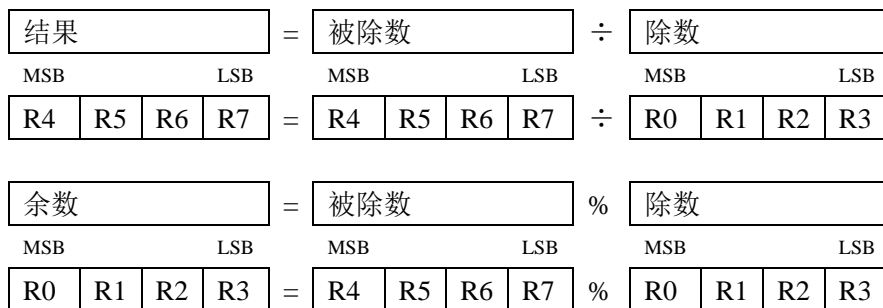 结果 = 被除数 ÷ 除数
MSB LSB MSB LSB MSB LSB
R4 R5 R6 R7 = R4 R5 R6 R7 ÷ R0 R1 R2 R3
余数 = 被除数 % 除数
MSB LSB MSB LSB MSB LSB
R0 R1 R2 R3 = R4 R5 R6 R7 % R0 R1 R2 R3